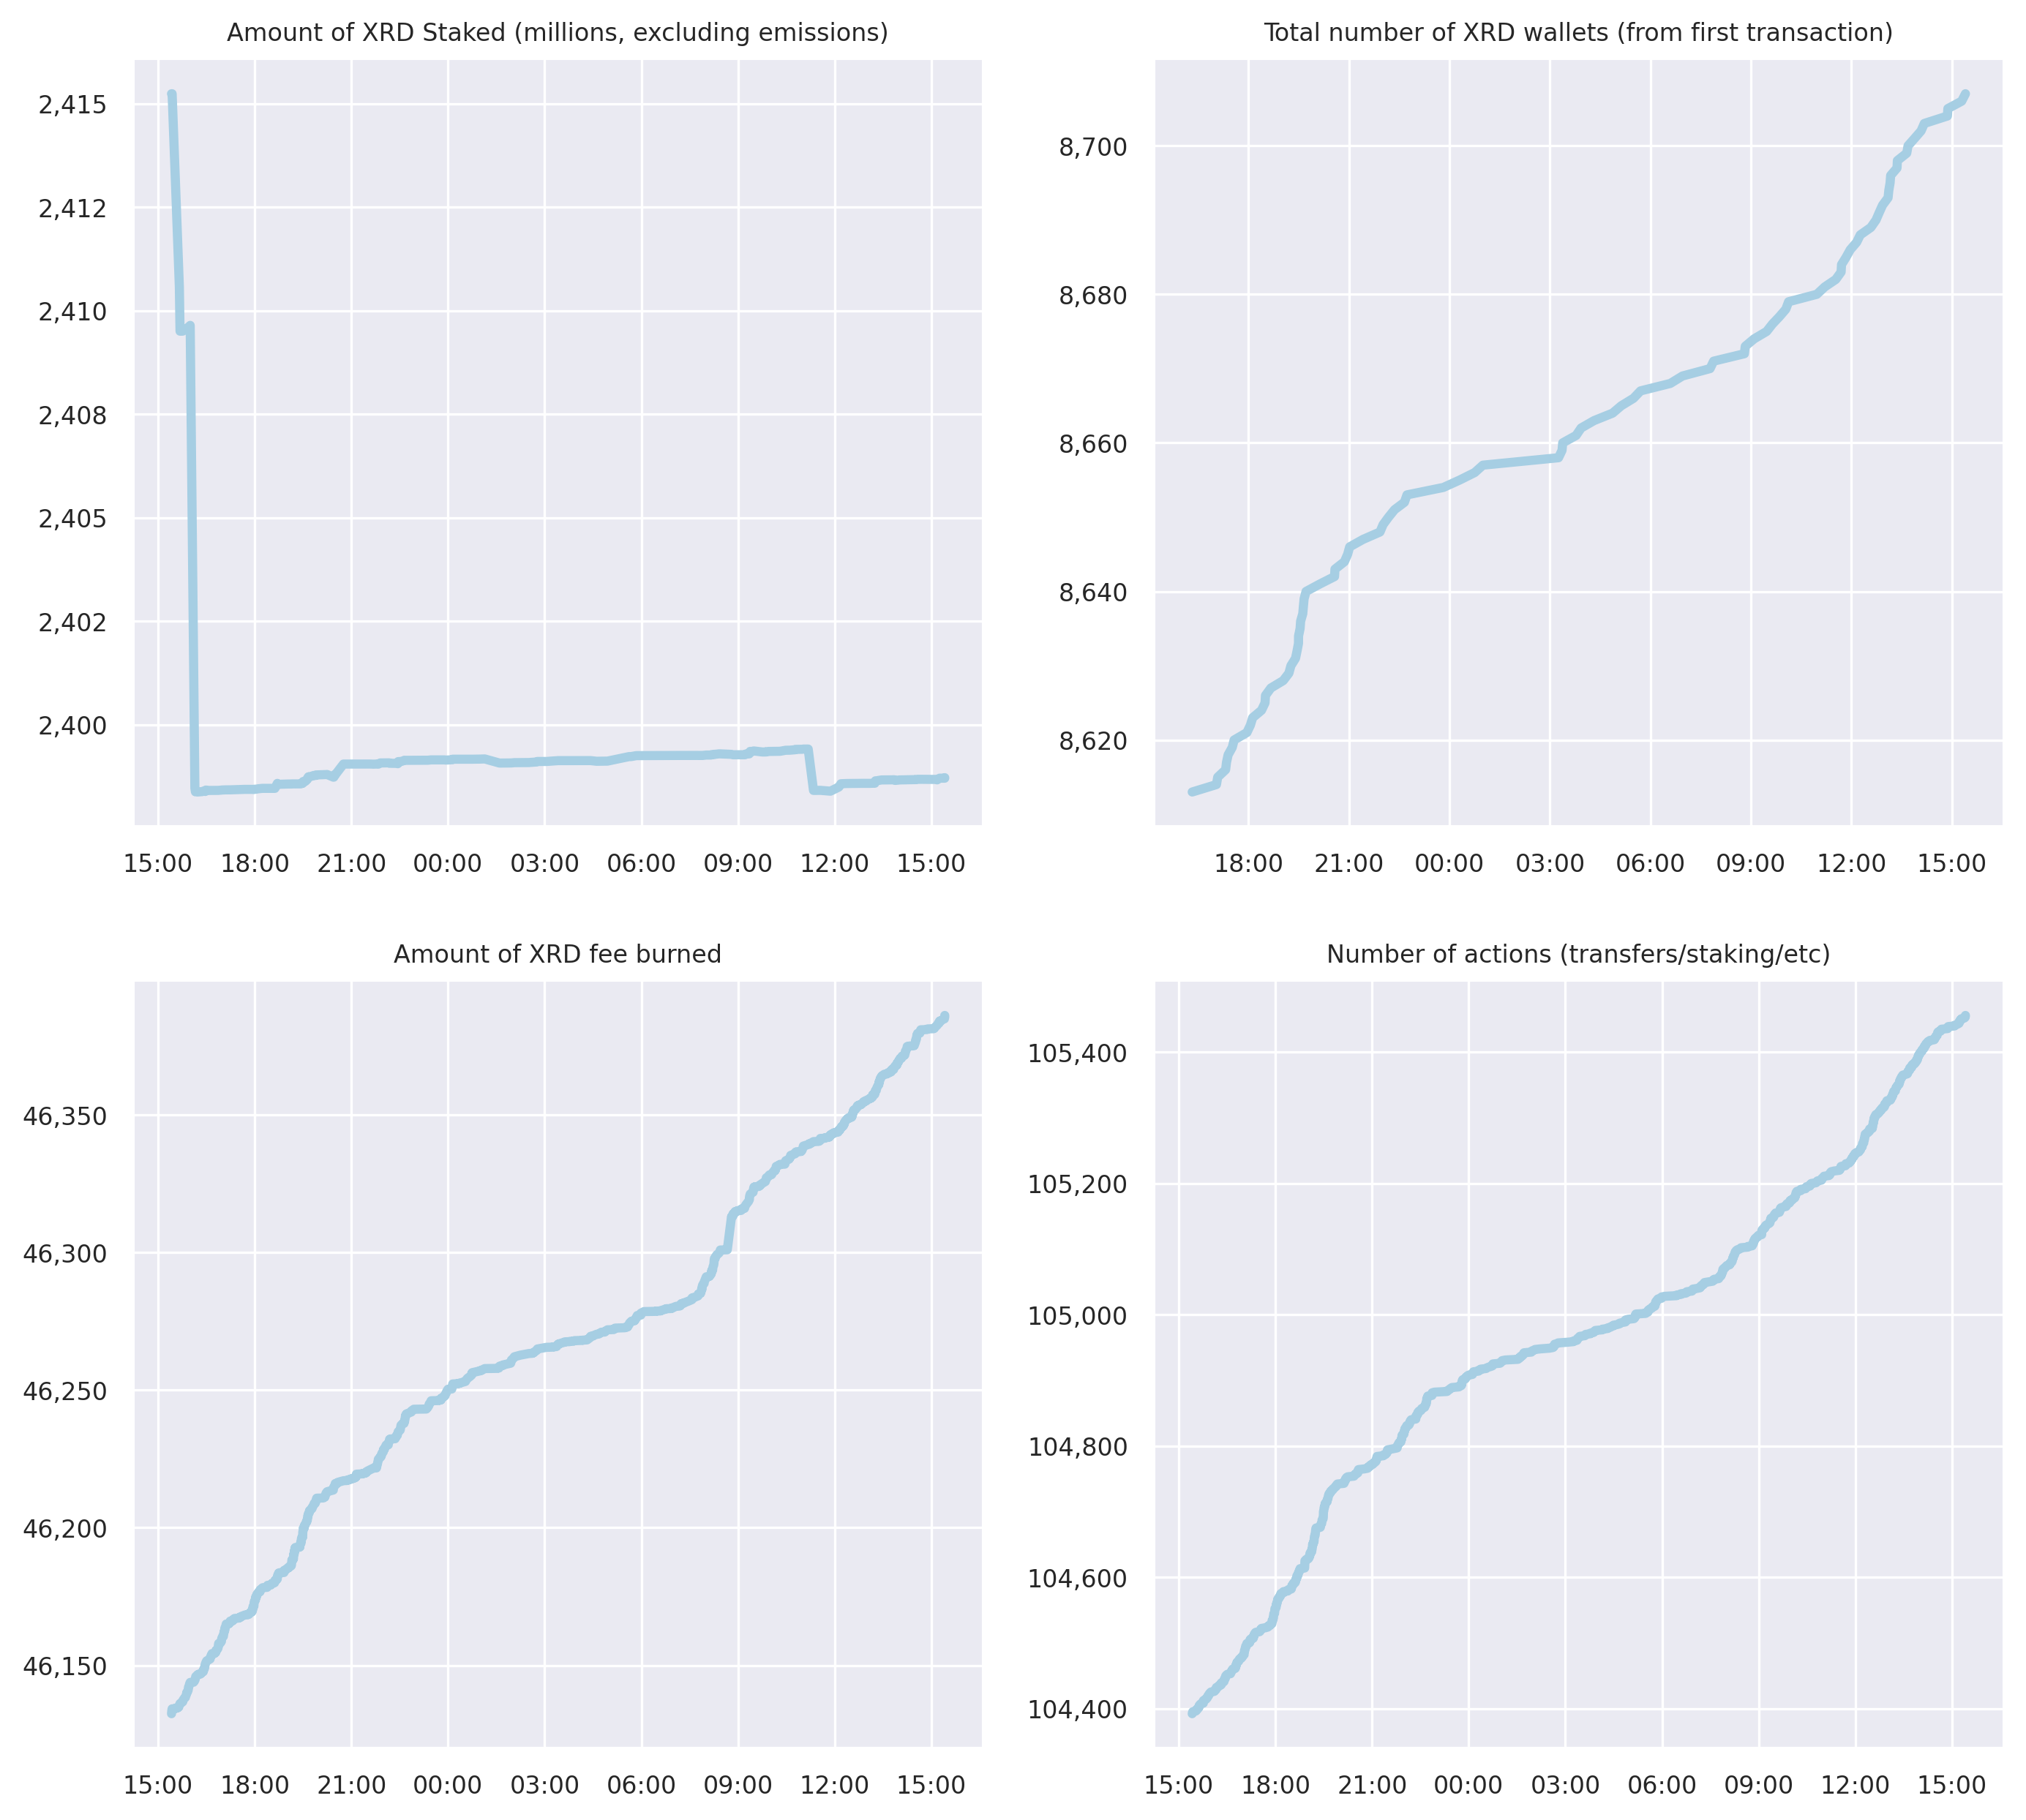 Amount of XRD Staked (millions, excluding emissions)
2,415
2,412
2,410
2,408
2,405
2,402
2,400
15:00 18:00 21:00 00:00 03:00 06:00 09:00 12:00 15:00
Total number of XRD wallets (from first transaction)
8,700
8,680
8,660
8,640
8,620
18:00 21:00 00:00 03:00 06:00 09:00 12:00 15:00
Amount of XRD fee burned
46,350
46,300
46,250
46,200
46,150
15:00 18:00 21:00 00:00 03:00 06:00 09:00 12:00 15:00
Number of actions (transfers/staking/etc)
105,400
105,200
105,000
104,800
104,600
104,400
15:00 18:00 21:00 00:00 03:00 06:00 09:00 12:00 15:00